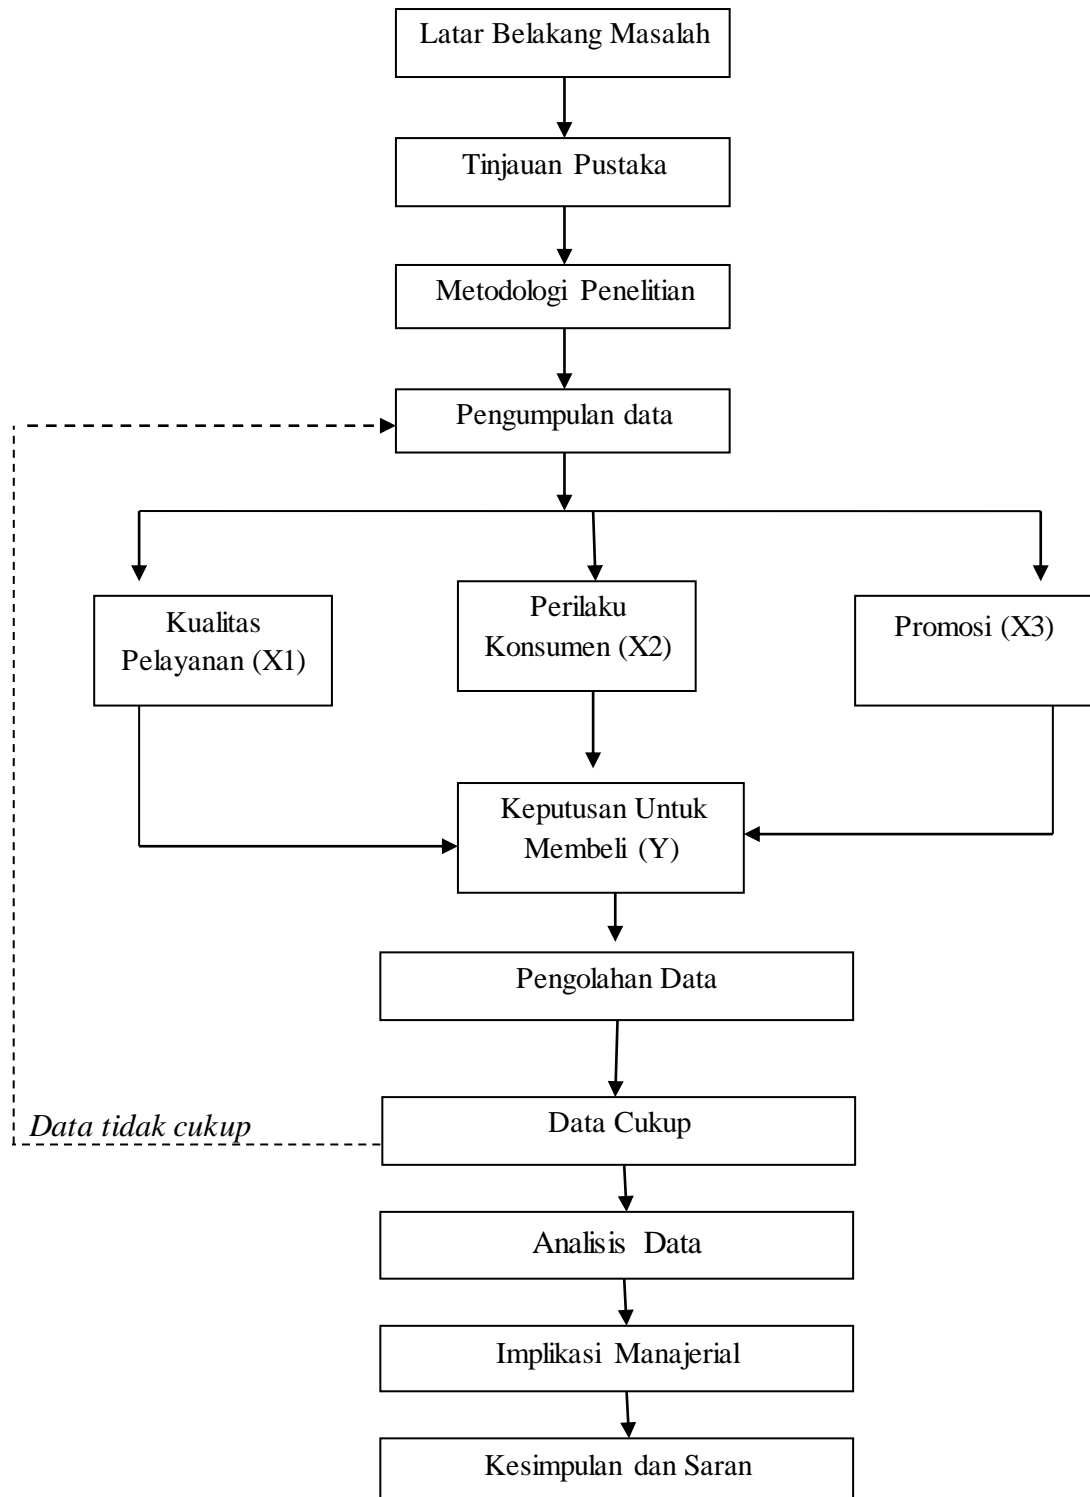 Latar Belakang Masalah
Tinjauan Pustaka
Metodologi Penelitian
Pengumpulan data
Kualitas
Pelayanan (X1)
Perilaku
Konsumen (X2)
Promosi (X3)
Keputusan Untuk
Membeli (Y)
Pengolahan Data
Data tidak cukup
Data Cukup
Analisis Data
Implikasi Manajerial
Kesimpulan dan Saran